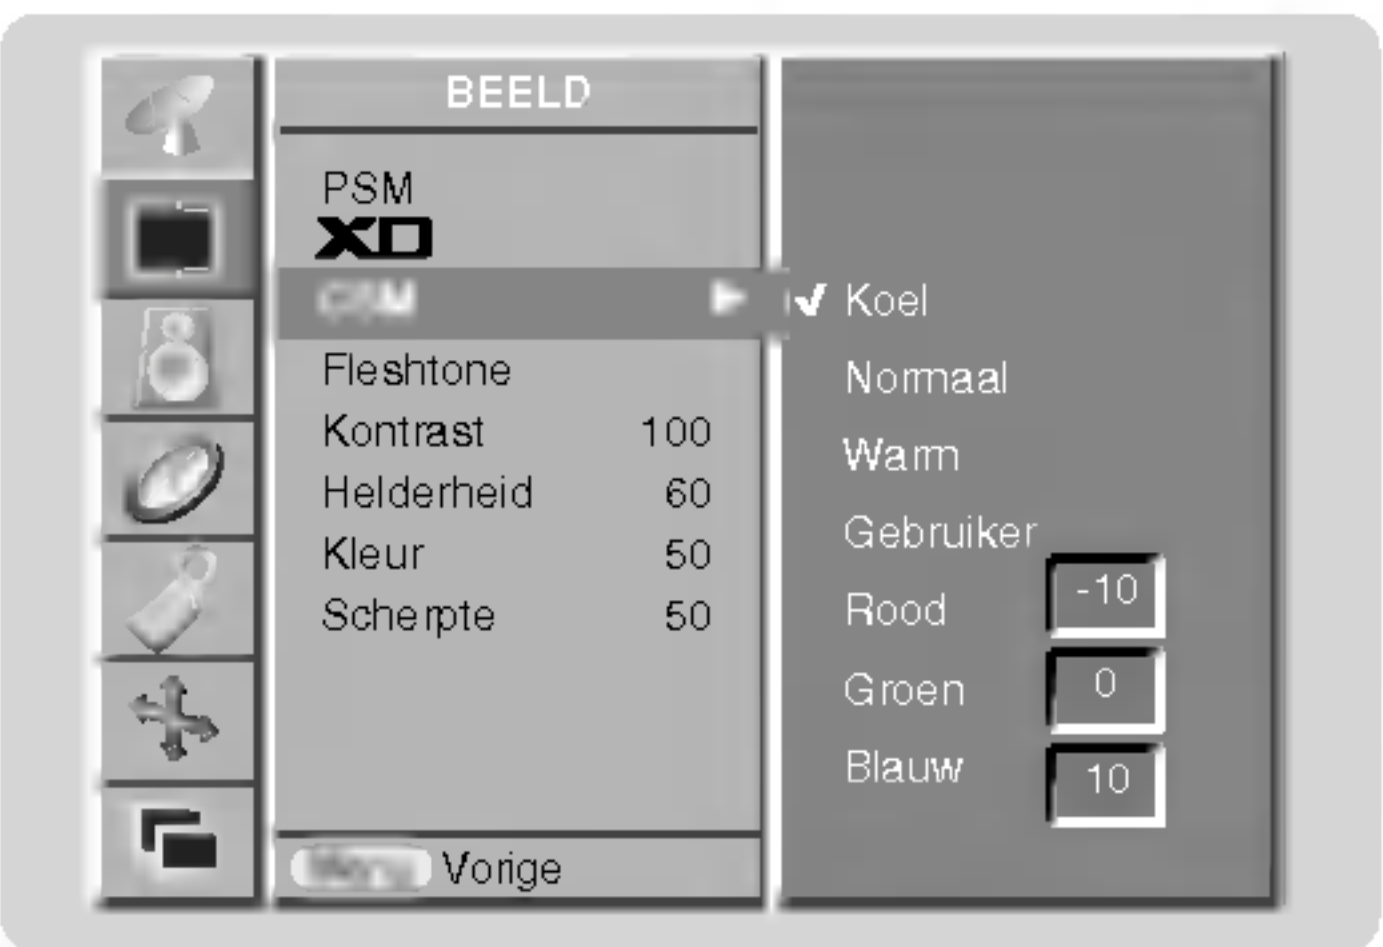 BEELD
PSM
XD
CSM
Fleshtone
Kontrast 100
Helderheid 60
Kleur 50
Scherpte 50
Vorige
Koel
Normaal
Warm
Gebruiker
Rood -10
Groen 0
Blauw 10